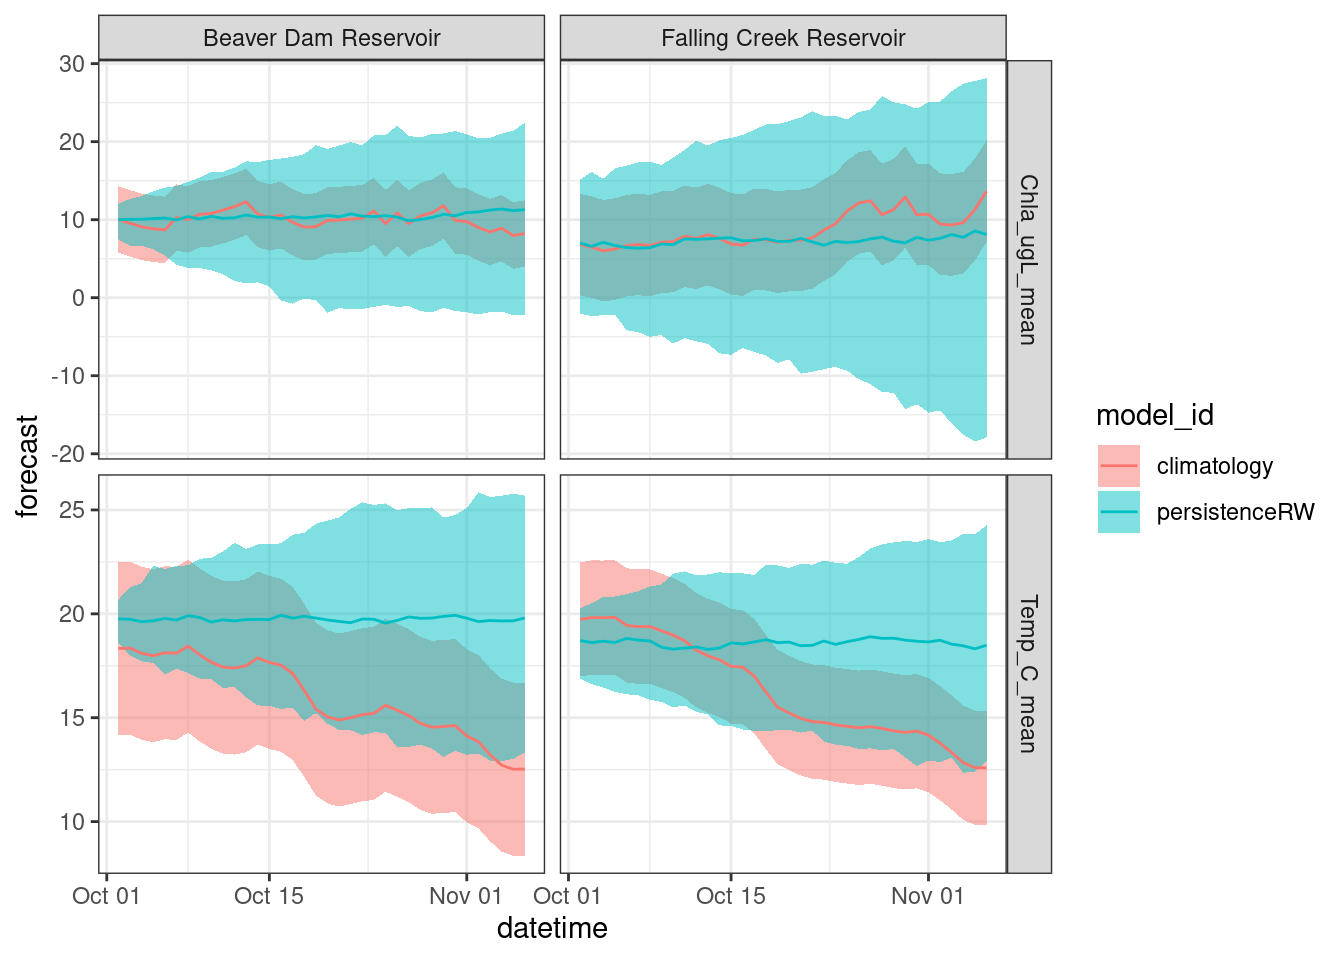 Beaver Dam Reservoir
Falling Creek Reservoir
30
20
10
0
-10
-20
Chla_ugL_mean
25
20
15
10
Temp_C_mean
Oct 01
Oct 15
Nov 01
Oct 01
Oct 15
Nov 01
datetime
forecast
model_id
climatology
persistenceRW